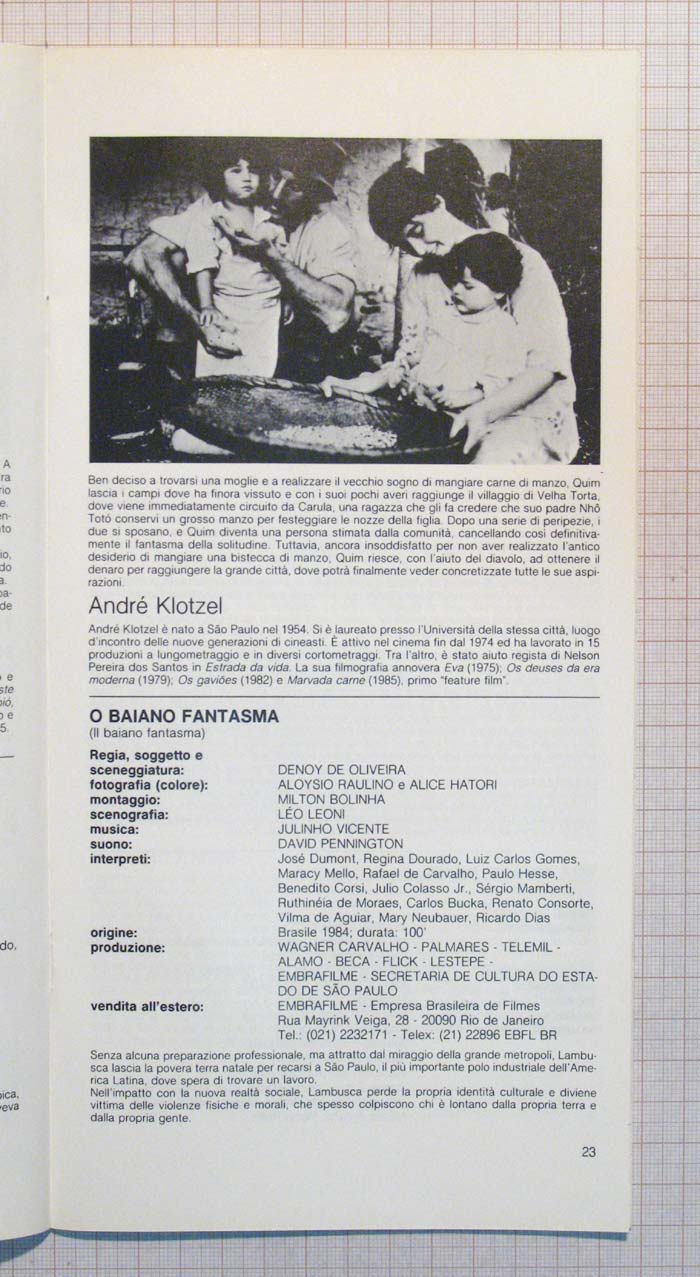 A
ra
rio
e.
en-
ato
io,
do
a.
pa-
de
o e
ste
pió,
o e
5.
do,
pica,
veva
Ben deciso a trovarsi una moglie e a realizzare il vecchio sogno di mangiare carne di manzo, Quim
lascia i campi dove ha finora vissuto e con i suoi pochi averi raggiunge il villaggio di Velha Torta,
dove viene immediatamente circuito da Carula, una ragazza che gli fa credere che suo padre Nhô
Totó conservi un grosso manzo per festeggiare le nozze della figlia. Dopo una serie di peripezie, i
due si sposano, e Quim diventa una persona stimata dalla comunità, cancellando così definitiva-
mente il fantasma della solitudine. Tuttavia, ancora insoddisfatto per non aver realizzato l'antico
desiderio di mangiare una bistecca di manzo, Quim riesce, con l'aiuto del diavolo, ad ottenere il
denaro per raggiungere la grande città, dove potrà finalmente veder concretizzate tutte le sue aspi-
razioni.
André Klotzel
André Klotzel è nato a São Paulo nel 1954. Si è laureato presso l'Università della stessa città, luogo
d'incontro delle nuove generazioni di cineasti. È attivo nel cinema fin dal 1974 ed ha lavorato in 15
produzioni a lungometraggio e in diversi cortometraggi. Tra l'altro, è stato aiuto regista di Nelson
Pereira dos Santos in Estrada da vida. La sua filmografia annovera Eva (1975); Os deuses da era
moderna (1979); Os gaviões (1982) e Marvada carne (1985), primo "feature film".
O BAIANO FANTASMA
(Il baiano fantasma)
Regia, soggetto e
sceneggiatura: DENOY DE OLIVEIRA
fotografia (colore): ALOYSIO RAULINO e ALICE HATORI
montaggio: MILTON BOLINHA
scenografia: LÉO LEONI
musica: JULINHO VICENTE
suono: DAVID PENNINGTON
interpreti: José Dumont, Regina Dourado, Luiz Carlos Gomes,
Maracy Mello, Rafael de Carvalho, Paulo Hesse,
Benedito Corsi, Julio Colasso Jr., Sérgio Mamberti,
Ruthinéia de Moraes, Carlos Bucka, Renato Consorte,
Vilma de Aguiar, Mary Neubauer, Ricardo Dias
origine: Brasile 1984; durata: 100'
produzione: WAGNER CARVALHO - PALMARES - TELEMIL -
ALAMO - BECA - FLICK - LESTEPE -
EMBRAFILME - SECRETARIA DE CULTURA DO ESTA-
DO DE SÃO PAULO
vendita all'estero: EMBRAFILME - Empresa Brasileira de Filmes
Rua Mayrink Veiga, 28 - 20090 Rio de Janeiro
Tel.: (021) 2232171 - Telex: (21) 22896 EBFL BR
Senza alcuna preparazione professionale, ma attratto dal miraggio della grande metropoli, Lambu-
sca lascia la povera terra natale per recarsi a São Paulo, il più importante polo industriale dell'Ame-
rica Latina, dove spera di trovare un lavoro.
Nell'impatto con la nuova realtà sociale, Lambusca perde la propria identità culturale e diviene
vittima delle violenze fisiche e morali, che spesso colpiscono chi è lontano dalla propria terra e
dalla propria gente.
23